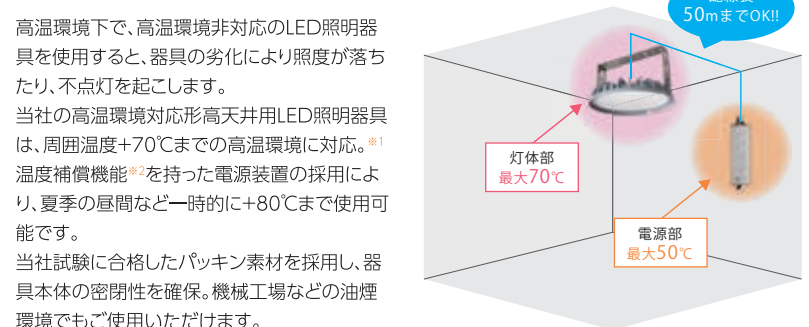 高温環境下で、高温環境非対応のLED照明器
具を使用すると、器具の劣化により照度が落ち
たり、不点灯を起こします。
当社の高温環境対応形高天井用LED照明器具
は、周囲温度+70℃までの高温環境に対応。※1
温度補償機能※2を持った電源装置の採用によ
り、夏季の昼間など一時的に+80℃まで使用可
能です。
当社試験に合格したパッキン素材を採用し、器
具本体の密閉性を確保。機械工場などの油煙
環境でもご使用いただけます。
50mまでOK!!
灯体部
最大70℃
電源部
最大50℃